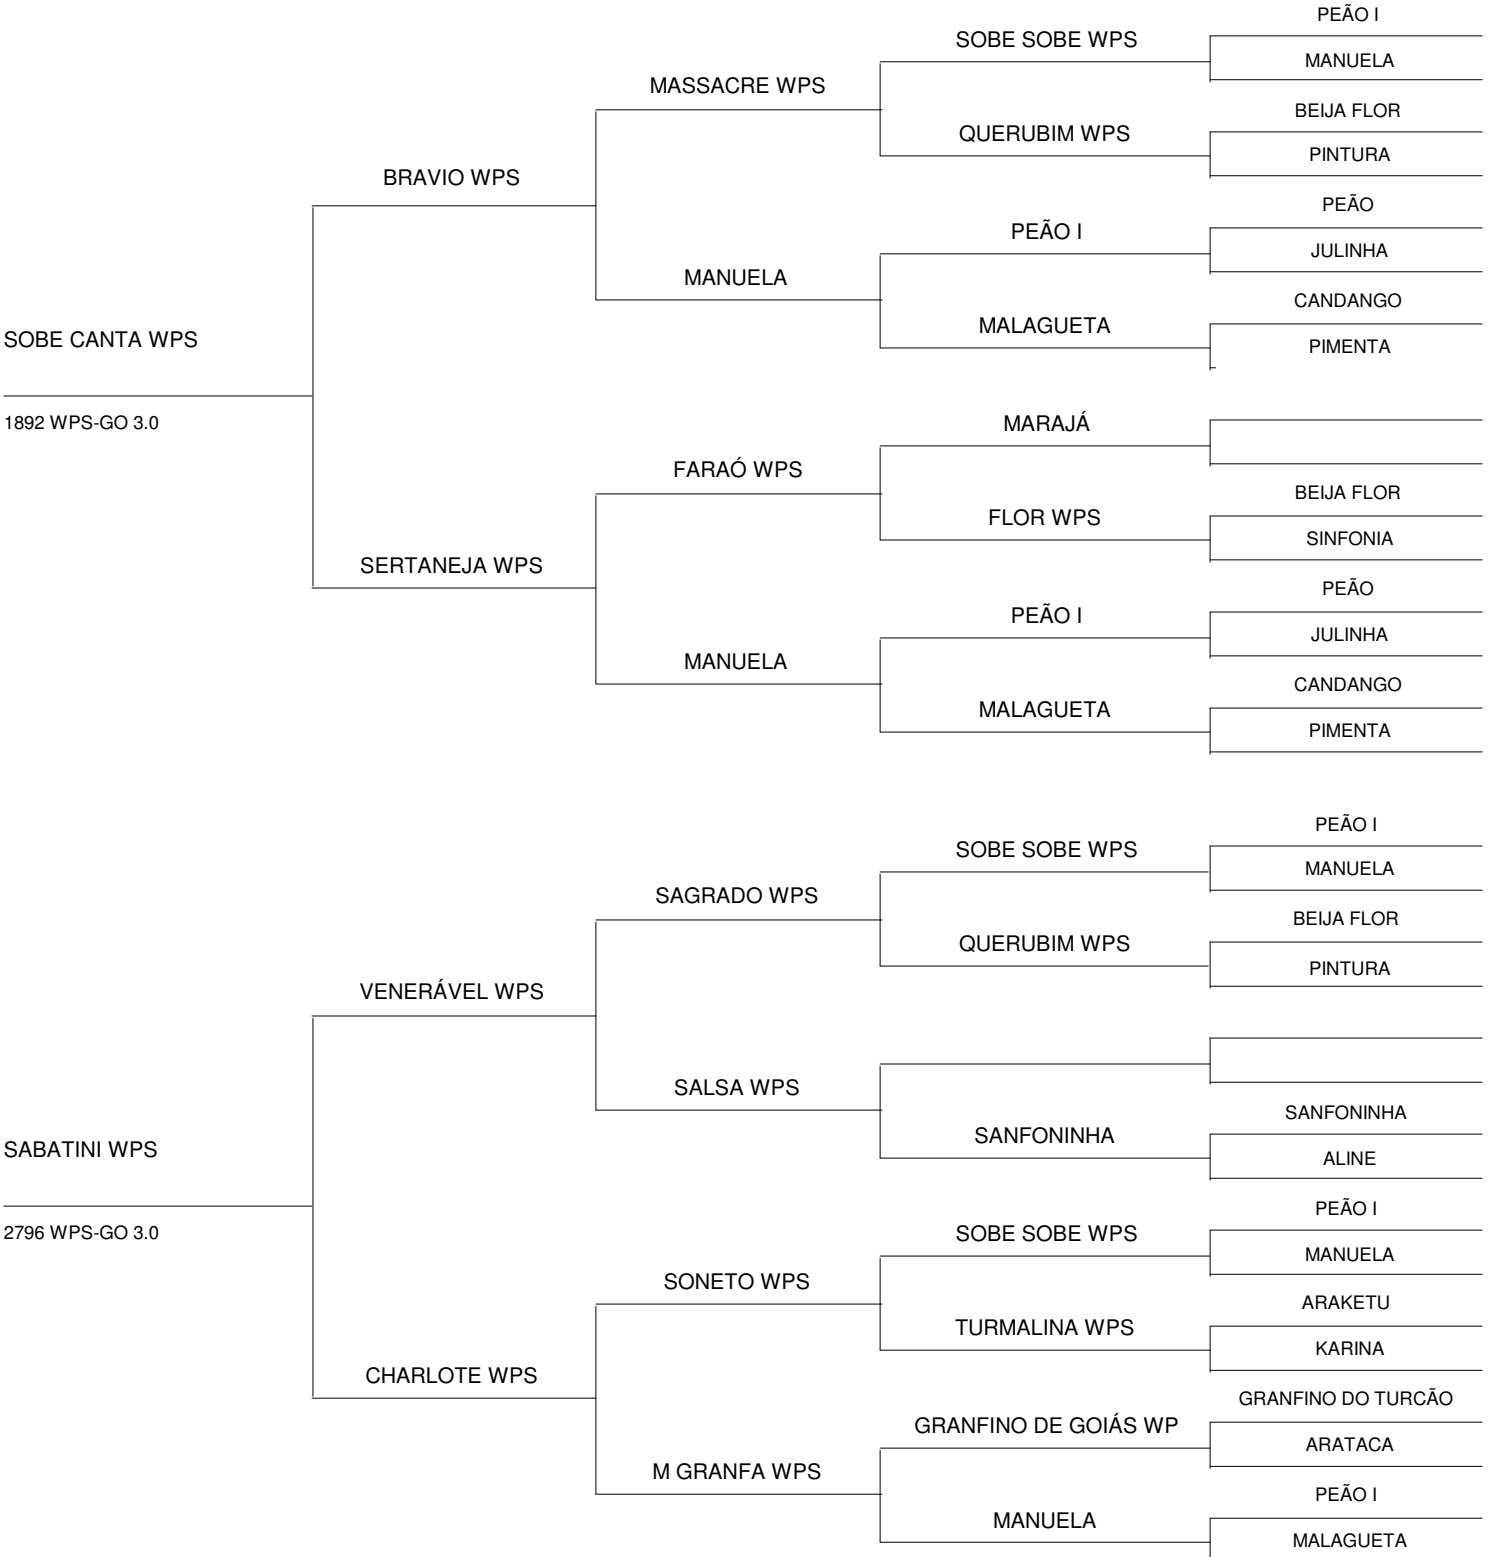 PEÃO I
SOBE SOBE WPS
MANUELA
MASSACRE WPS
BEIJA FLOR
QUERUBIM WPS
PINTURA
BRAVIO WPS
PEÃO
PEÃO I
JULINHA
MANUELA
CANDANGO
MALAGUETA
PIMENTA
SOBE CANTA WPS
1892 WPS-GO 3.0
MARAJÁ
FARAÓ WPS
BEIJA FLOR
FLOR WPS
SINFONIA
SERTANEJA WPS
PEÃO
PEÃO I
JULINHA
MANUELA
CANDANGO
MALAGUETA
PIMENTA
PEÃO I
SOBE SOBE WPS
MANUELA
SAGRADO WPS
BEIJA FLOR
QUERUBIM WPS
PINTURA
VENERÁVEL WPS
SALSA WPS
SANFONINHA
SANFONINHA
ALINE
SABATINI WPS
2796 WPS-GO 3.0
PEÃO I
SOBE SOBE WPS
MANUELA
SONETO WPS
ARAKETU
TURMALINA WPS
KARINA
CHARLOTE WPS
GRANFINO DO TURCÃO
GRANFINO DE GOIÁS WP
ARATACA
M GRANFA WPS
PEÃO I
MANUELA
MALAGUETA